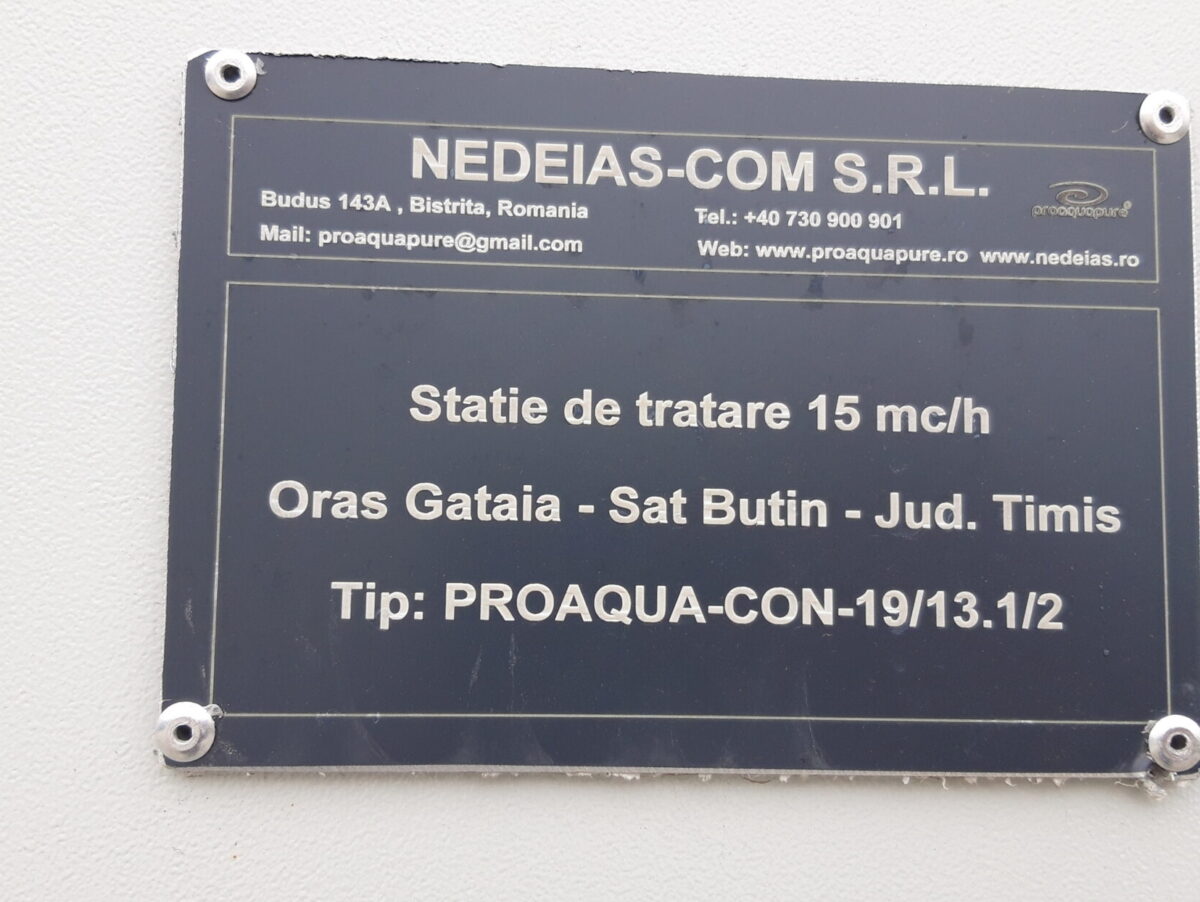 NEDEIAS-COM S.R.L.
Budus 143A , Bistrita, Romania
Mail: proaquapure@gmail.com
Tel.: +40 730 900 901
Web: www.proaquapure.ro www.nedeias.ro
proaquapure®
Statie de tratare 15 mc/h
Oras Gataia - Sat Butin - Jud. Timis
Tip: PROAQUA-CON-19/13.1/2